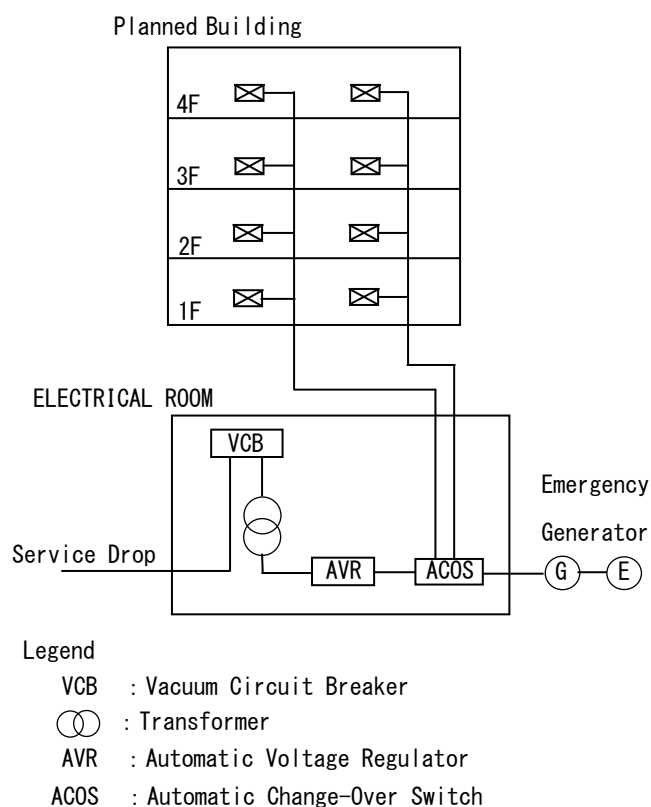 Planned Building
4F
3F
2F
1F
ELECTRICAL ROOM
VCB
Emergency
Generator
Service Drop
AVR
ACOS
G
E
Legend
VCB : Vacuum Circuit Breaker
: Transformer
AVR : Automatic Voltage Regulator
ACOS : Automatic Change-Over Switch